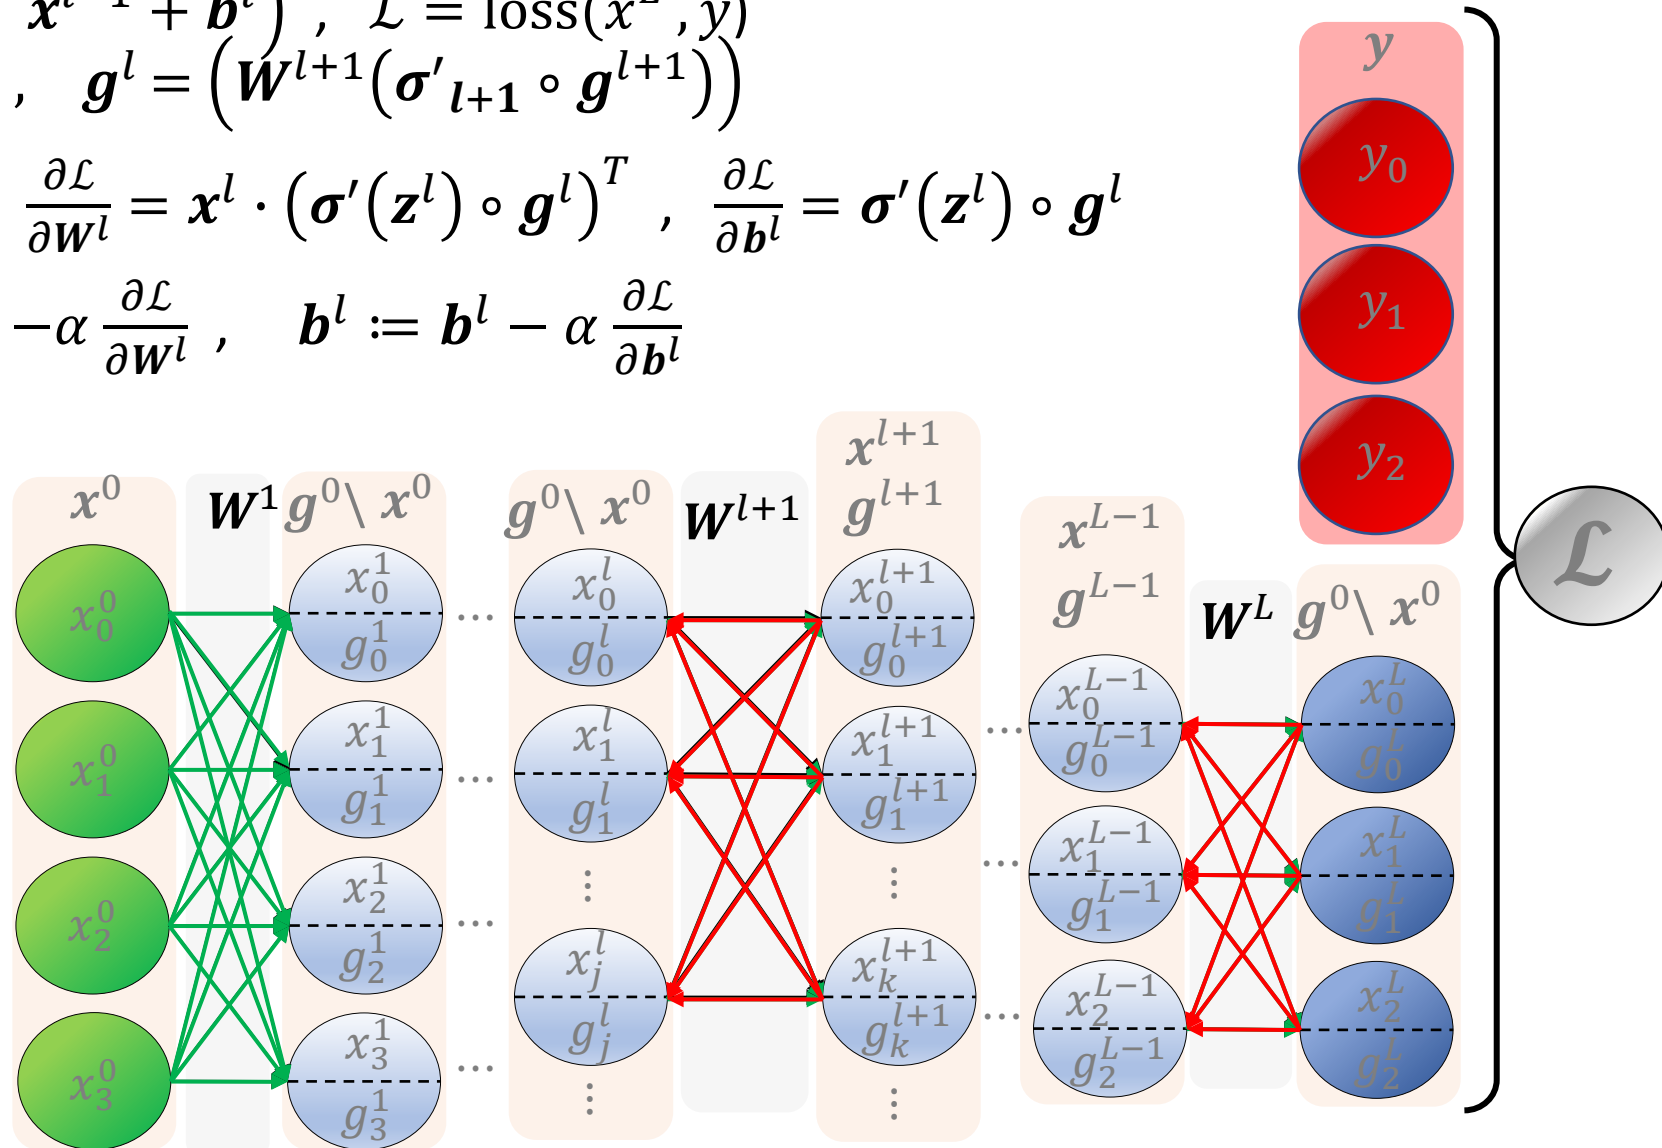 x^{l-1} + b^l) , ℒ = loss(x^L, y)
, g^l = (W^{l+1}(σ'_{l+1} ∘ g^{l+1}))
∂ℒ/∂W^l = x^l · (σ'(z^l) ∘ g^l)^T , ∂ℒ/∂b^l = σ'(z^l) ∘ g^l
−α ∂ℒ/∂W^l , b^l ≔ b^l − α ∂ℒ/∂b^l
y
y_0
y_1
y_2
ℒ
x^0
x_0^0
x_1^0
x_2^0
x_3^0
W^1
g^0\ x^0
x_0^1
g_0^1
x_1^1
g_1^1
x_2^1
g_2^1
x_3^1
g_3^1
...
...
...
...
g^0\ x^0
x_0^l
g_0^l
x_1^l
g_1^l
⋮
x_j^l
g_j^l
⋮
W^{l+1}
x^{l+1}
g^{l+1}
x_0^{l+1}
g_0^{l+1}
x_1^{l+1}
g_1^{l+1}
⋮
x_k^{l+1}
g_k^{l+1}
⋮
...
...
...
x^{L-1}
g^{L-1}
x_0^{L-1}
g_0^{L-1}
x_1^{L-1}
g_1^{L-1}
x_2^{L-1}
g_2^{L-1}
W^L
g^0\ x^0
x_0^L
g_0^L
x_1^L
g_1^L
x_2^L
g_2^L